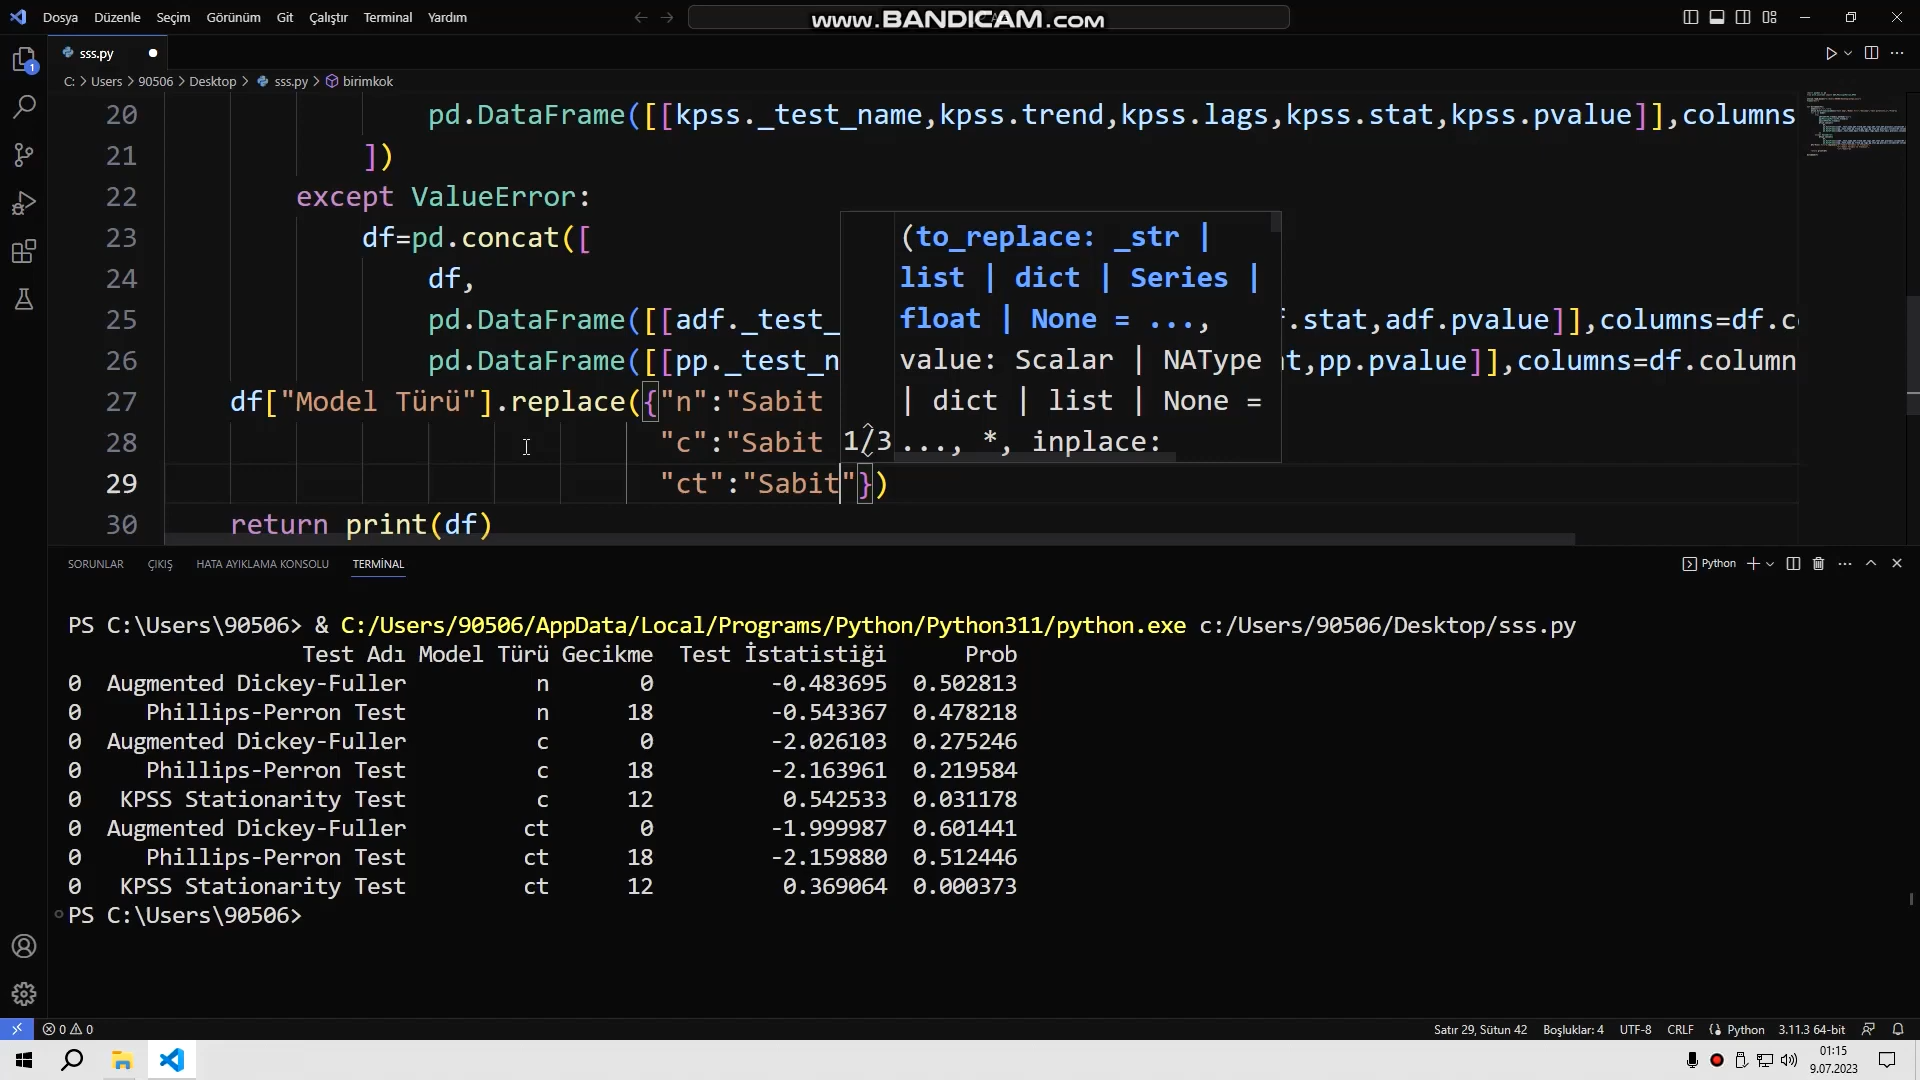 Dosya Düzenle Seçim Görünüm Git Çalıştır Terminal Yardım
www.BANDICAM.com
sss.py
1
C: > Users > 90506 > Desktop > sss.py > birimkok
20 pd.DataFrame([[kpss._test_name,kpss.trend,kpss.lags,kpss.stat,kpss.pvalue]],columns
21 ])
22 except ValueError:
23 df=pd.concat([
24 df,
25 pd.DataFrame([[adf._test_ .stat,adf.pvalue]],columns=df.c
26 pd.DataFrame([[pp._test_n t,pp.pvalue]],columns=df.column
27 df["Model Türü"].replace({"n":"Sabit
28 "c":"Sabit
29 "ct":"Sabit"})
30 return print(df)
(to_replace: _str |
list | dict | Series |
float | None = ...,
value: Scalar | NAType
| dict | list | None =
1/3 ..., *, inplace:
SORUNLAR ÇIKIŞ HATA AYIKLAMA KONSOLU TERMİNAL
Python
PS C:\Users\90506> & C:/Users/90506/AppData/Local/Programs/Python/Python311/python.exe c:/Users/90506/Desktop/sss.py
Test Adı Model Türü Gecikme Test İstatistiği Prob
0 Augmented Dickey-Fuller n 0 -0.483695 0.502813
0 Phillips-Perron Test n 18 -0.543367 0.478218
0 Augmented Dickey-Fuller c 0 -2.026103 0.275246
0 Phillips-Perron Test c 18 -2.163961 0.219584
0 KPSS Stationarity Test c 12 0.542533 0.031178
0 Augmented Dickey-Fuller ct 0 -1.999987 0.601441
0 Phillips-Perron Test ct 18 -2.159880 0.512446
0 KPSS Stationarity Test ct 12 0.369064 0.000373
PS C:\Users\90506>
0 0 Satır 29, Sütun 42 Boşluklar: 4 UTF-8 CRLF Python 3.11.3 64-bit
01:15
9.07.2023